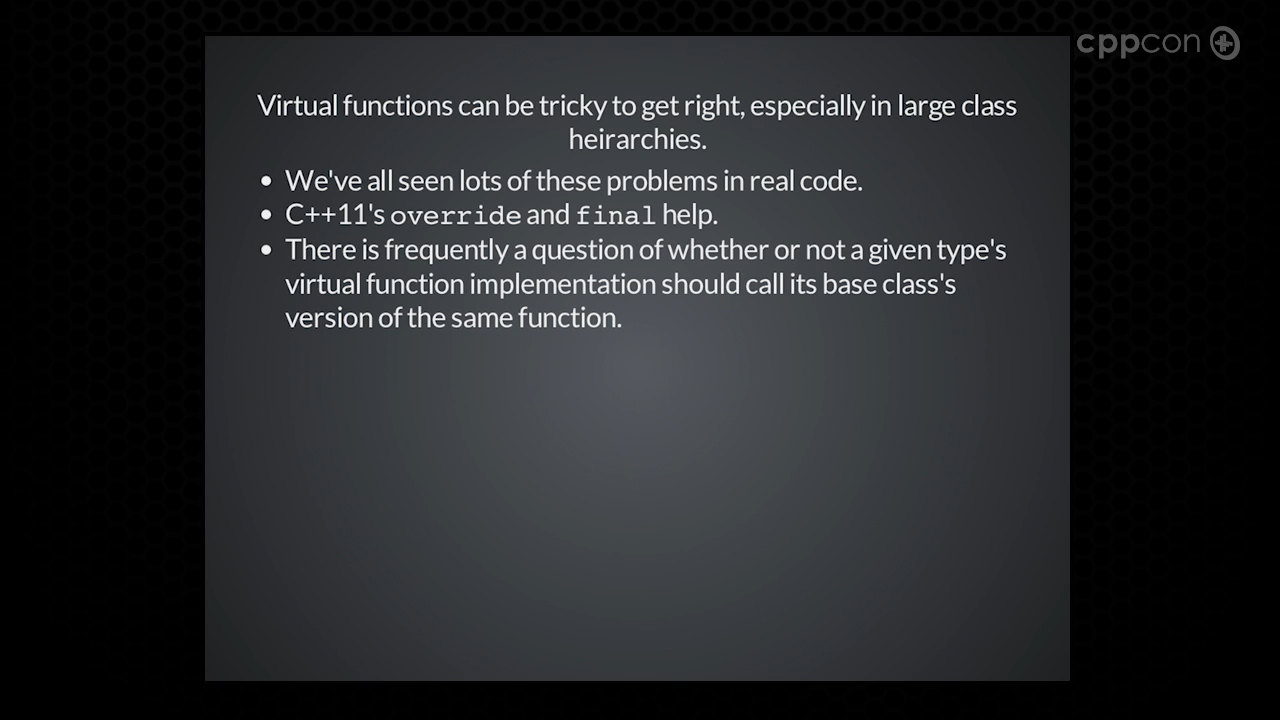 cppcon
Virtual functions can be tricky to get right, especially in large class
heirarchies.
• We've all seen lots of these problems in real code.
• C++11's override and final help.
• There is frequently a question of whether or not a given type's
virtual function implementation should call its base class's
version of the same function.